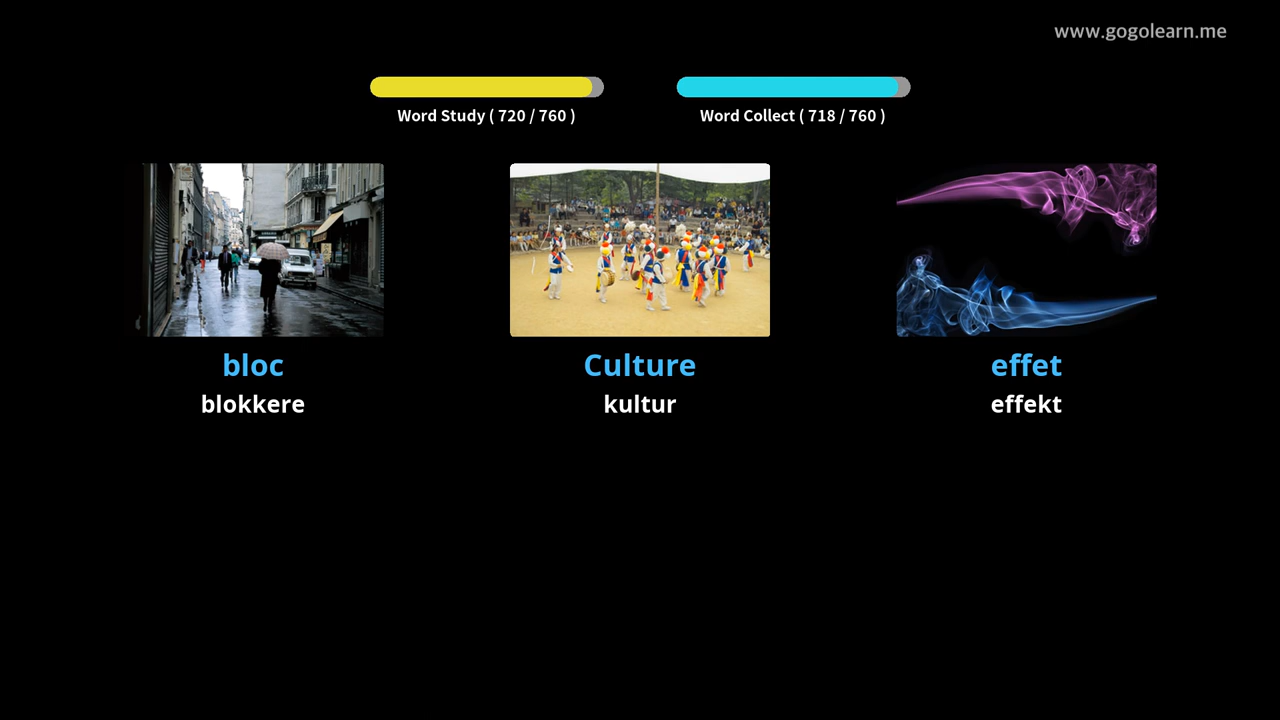 www.gogolearn.me
Word Study ( 720 / 760 )
Word Collect ( 718 / 760 )
bloc
Culture
effet
blokkere
kultur
effekt